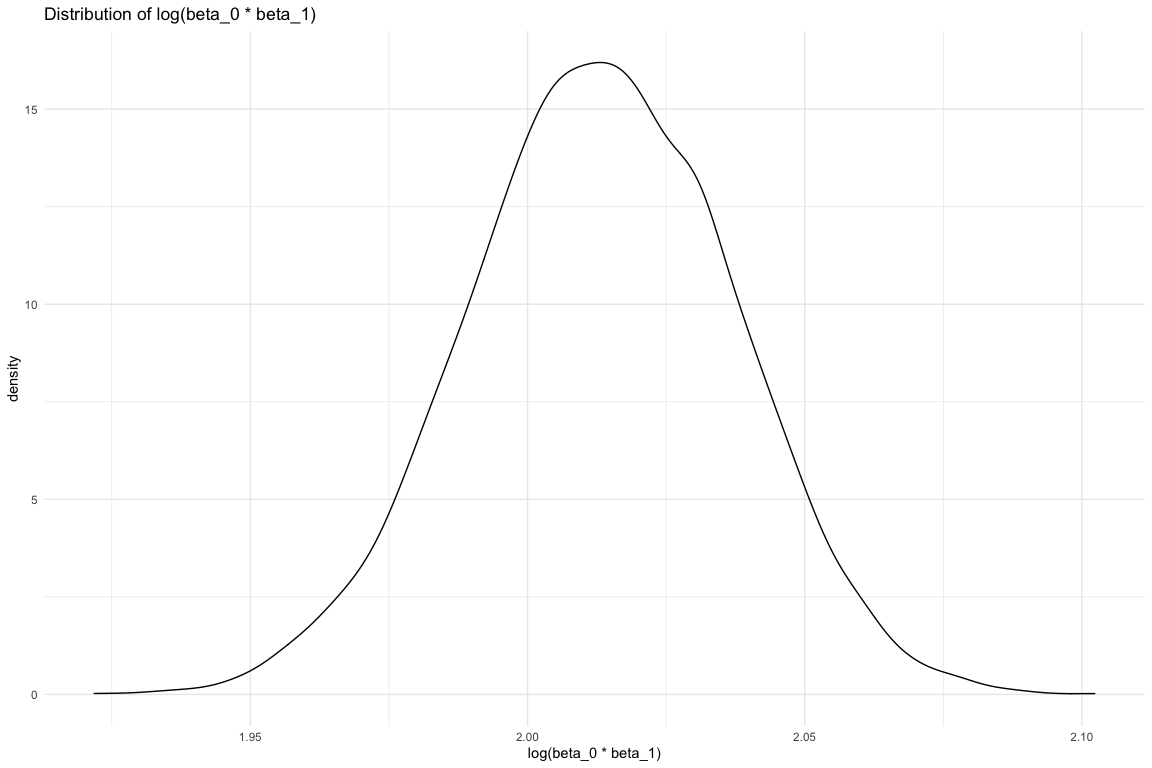 Distribution of log(beta_0 * beta_1)
15
10
5
0
density
1.95 2.00 2.05 2.10
log(beta_0 * beta_1)